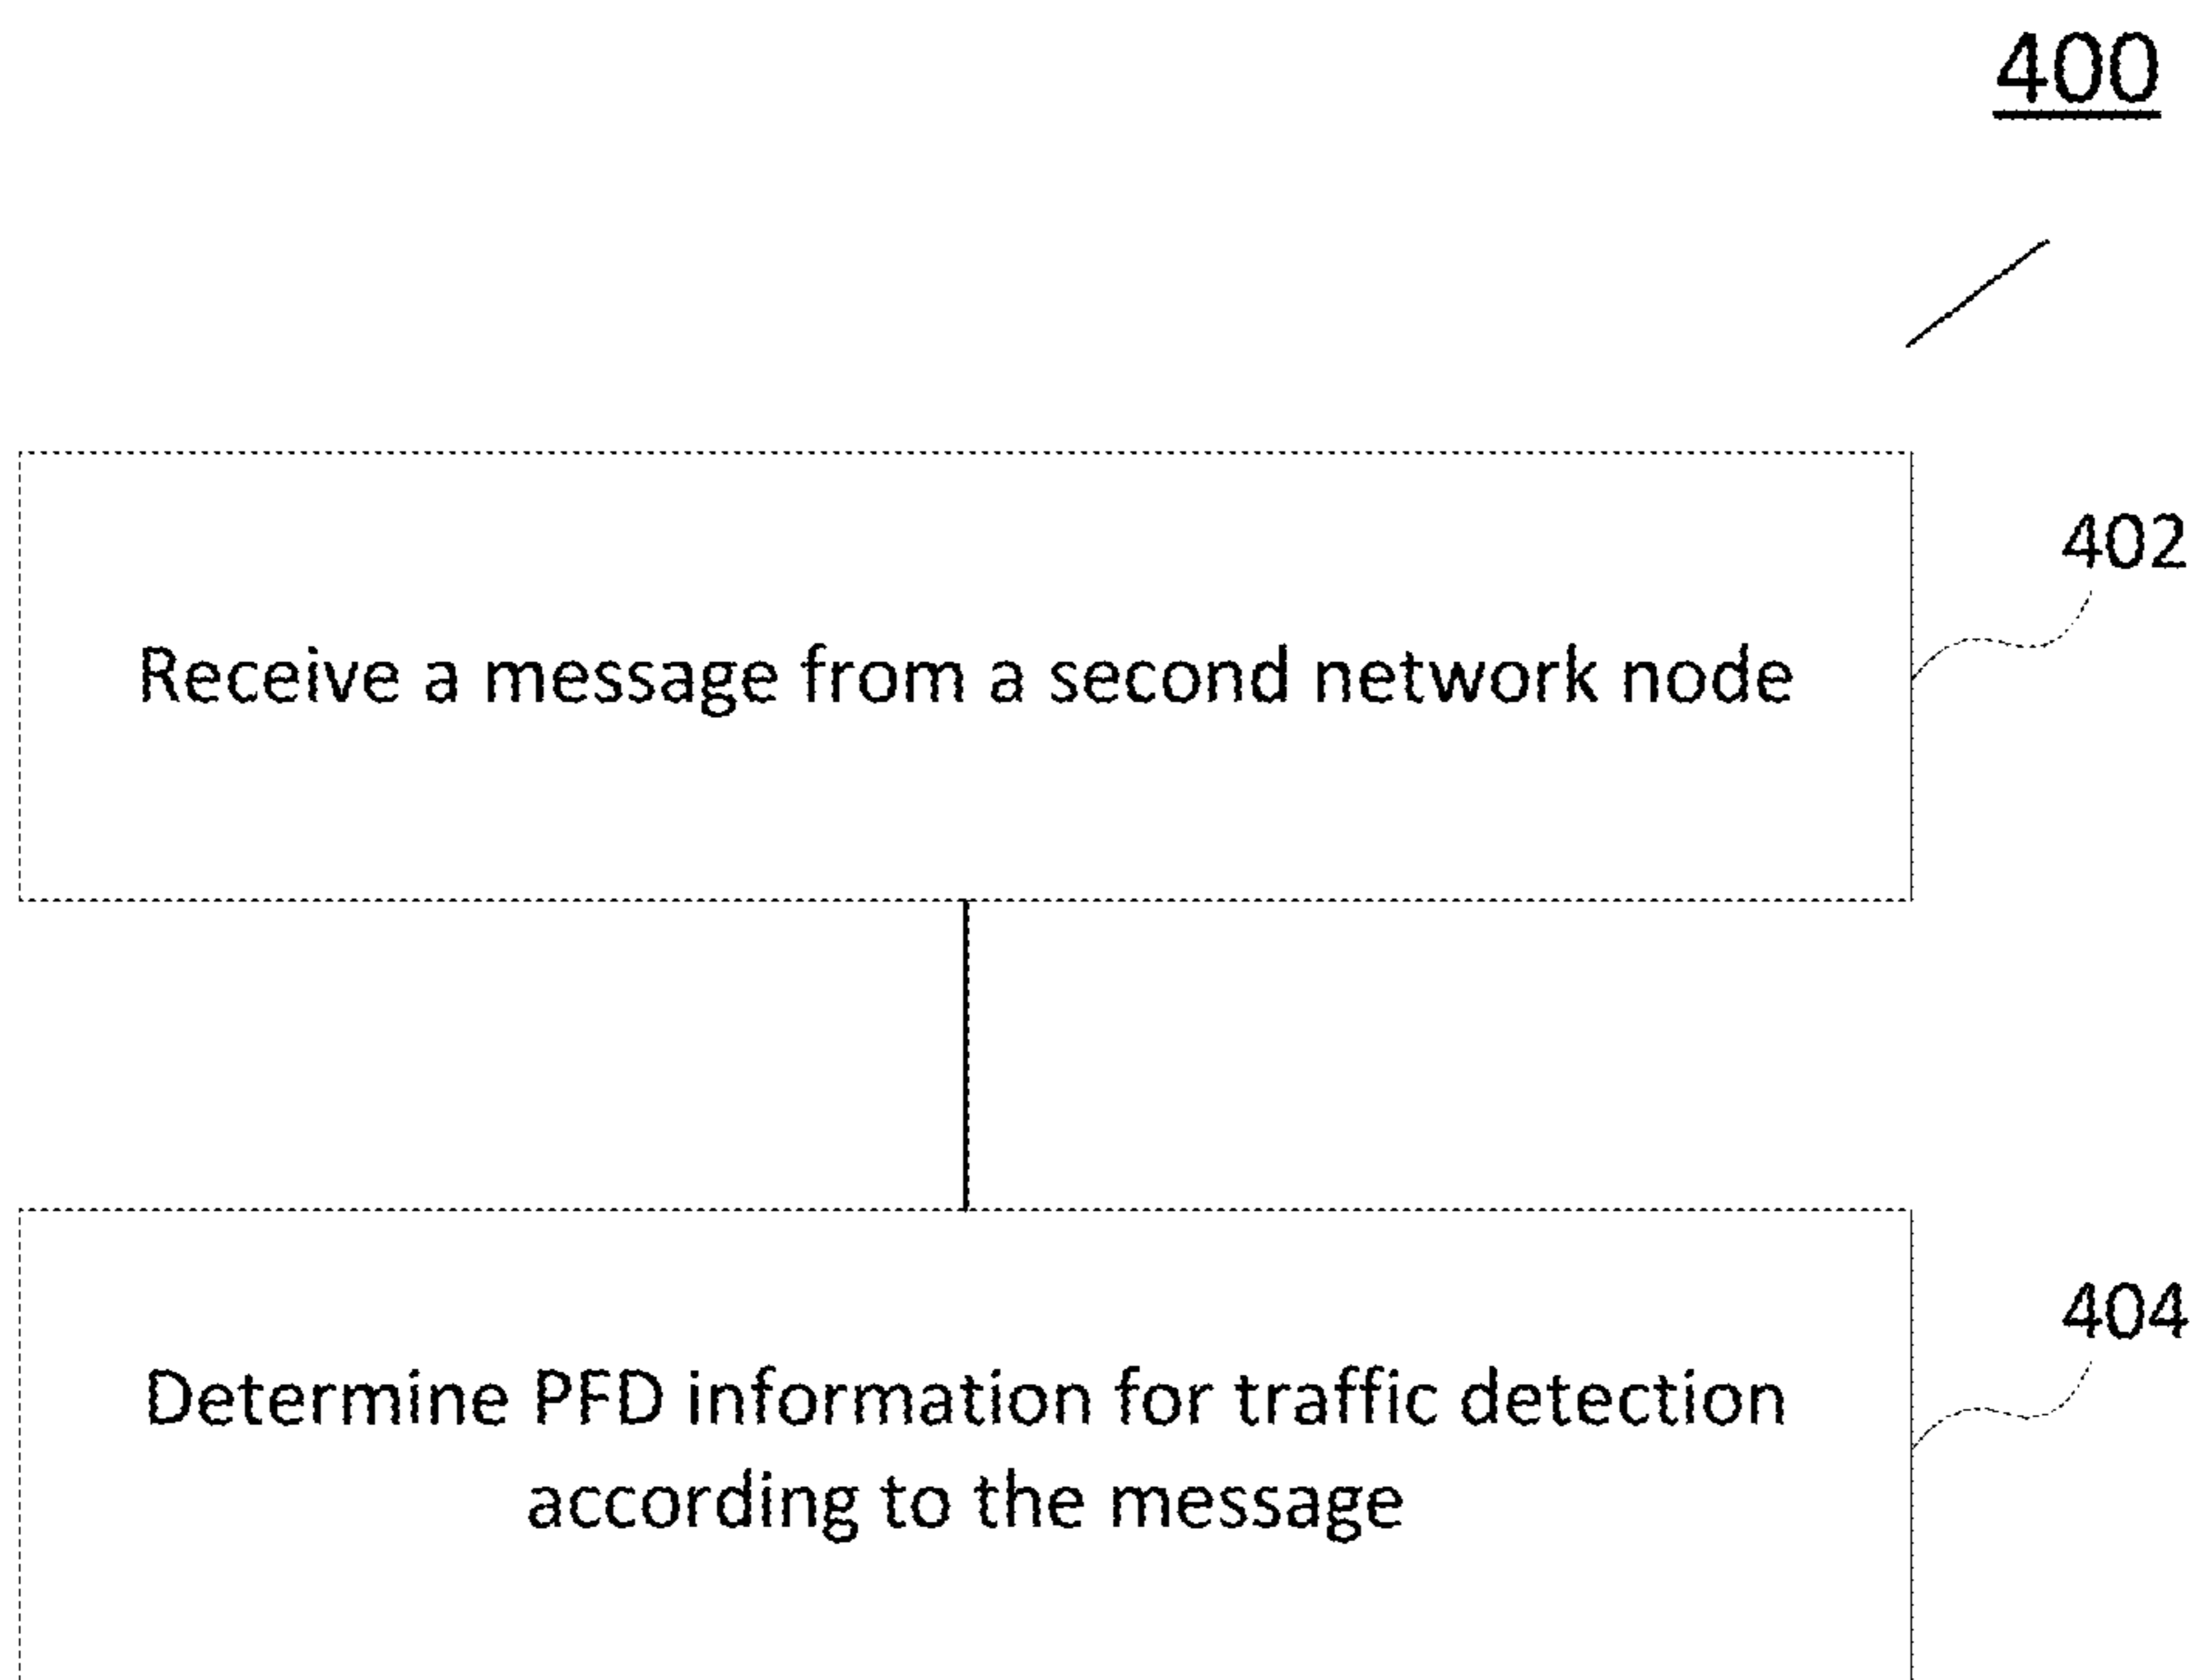 400
402
Receive a message from a second network node
404
Determine PFD information for traffic detection
according to the message